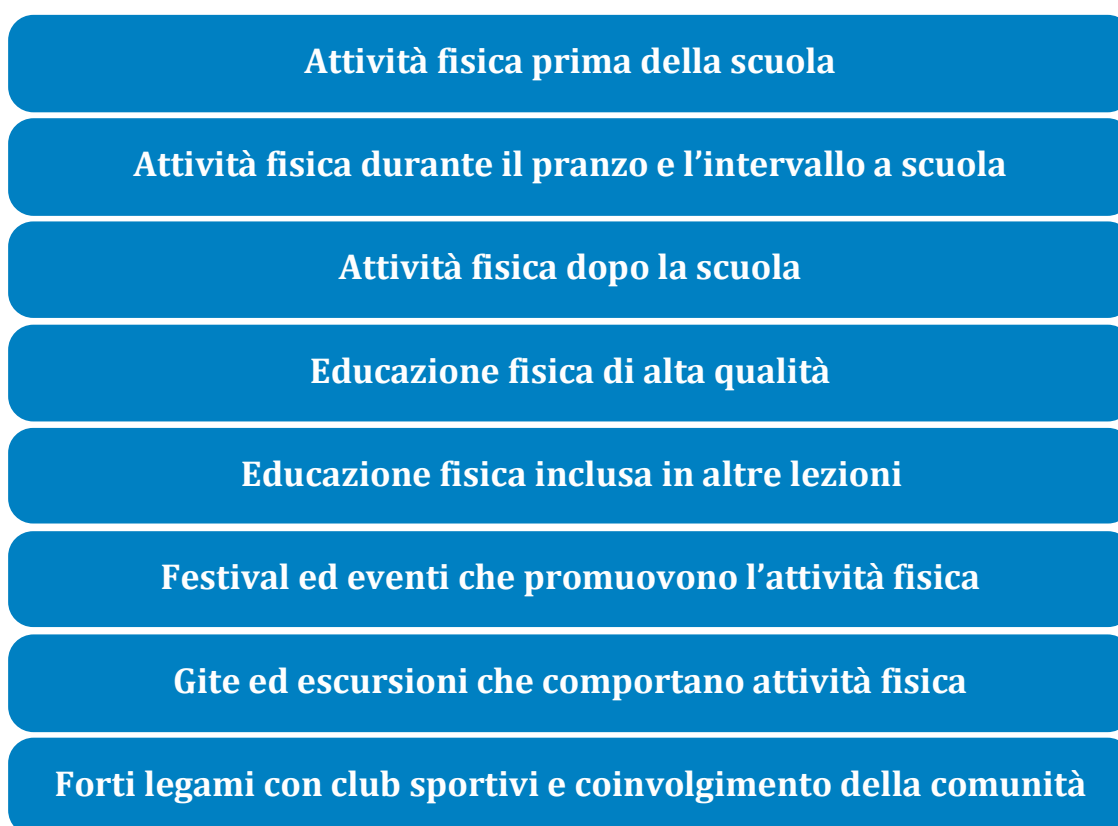 Attività fisica prima della scuola
Attività fisica durante il pranzo e l’intervallo a scuola
Attività fisica dopo la scuola
Educazione fisica di alta qualità
Educazione fisica inclusa in altre lezioni
Festival ed eventi che promuovono l’attività fisica
Gite ed escursioni che comportano attività fisica
Forti legami con club sportivi e coinvolgimento della comunità